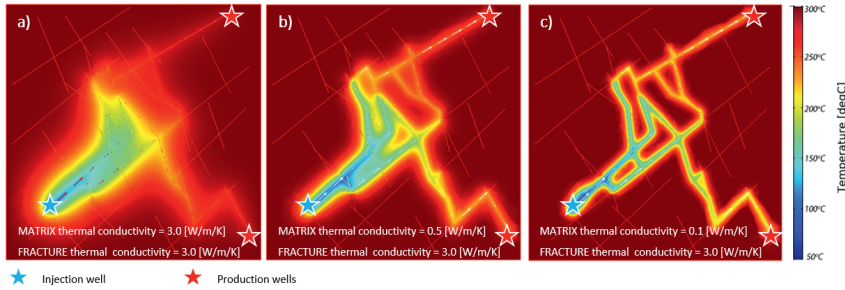 a)
b)
c)
MATRIX thermal conductivity = 3.0 [W/m/K]
FRACTURE thermal conductivity = 3.0 [W/m/K]
MATRIX thermal conductivity = 0.5 [W/m/K]
FRACTURE thermal conductivity = 3.0 [W/m/K]
MATRIX thermal conductivity = 0.1 [W/m/K]
FRACTURE thermal conductivity = 3.0 [W/m/K]
300°C
250°C
200°C
150°C
100°C
50°C
Temperature [degC]
Injection well
Production wells